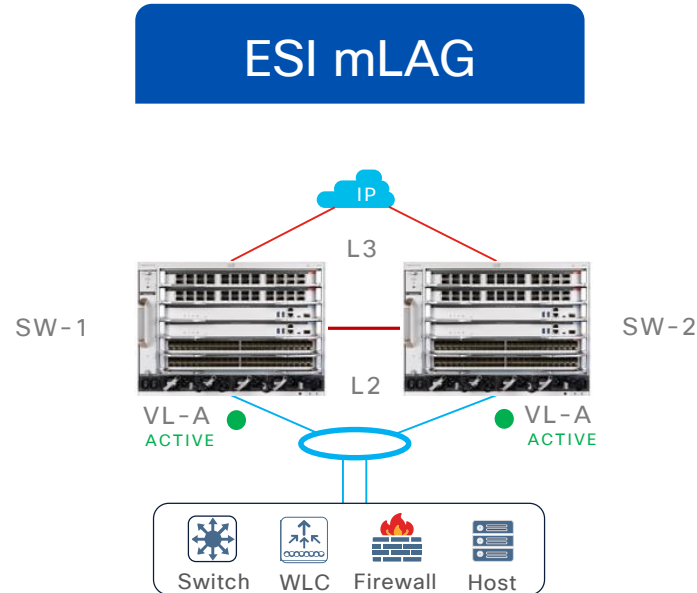 ESI mLAG
IP
L3
SW-1
SW-2
L2
VL-A
ACTIVE
VL-A
ACTIVE
Switch
WLC
Firewall
Host